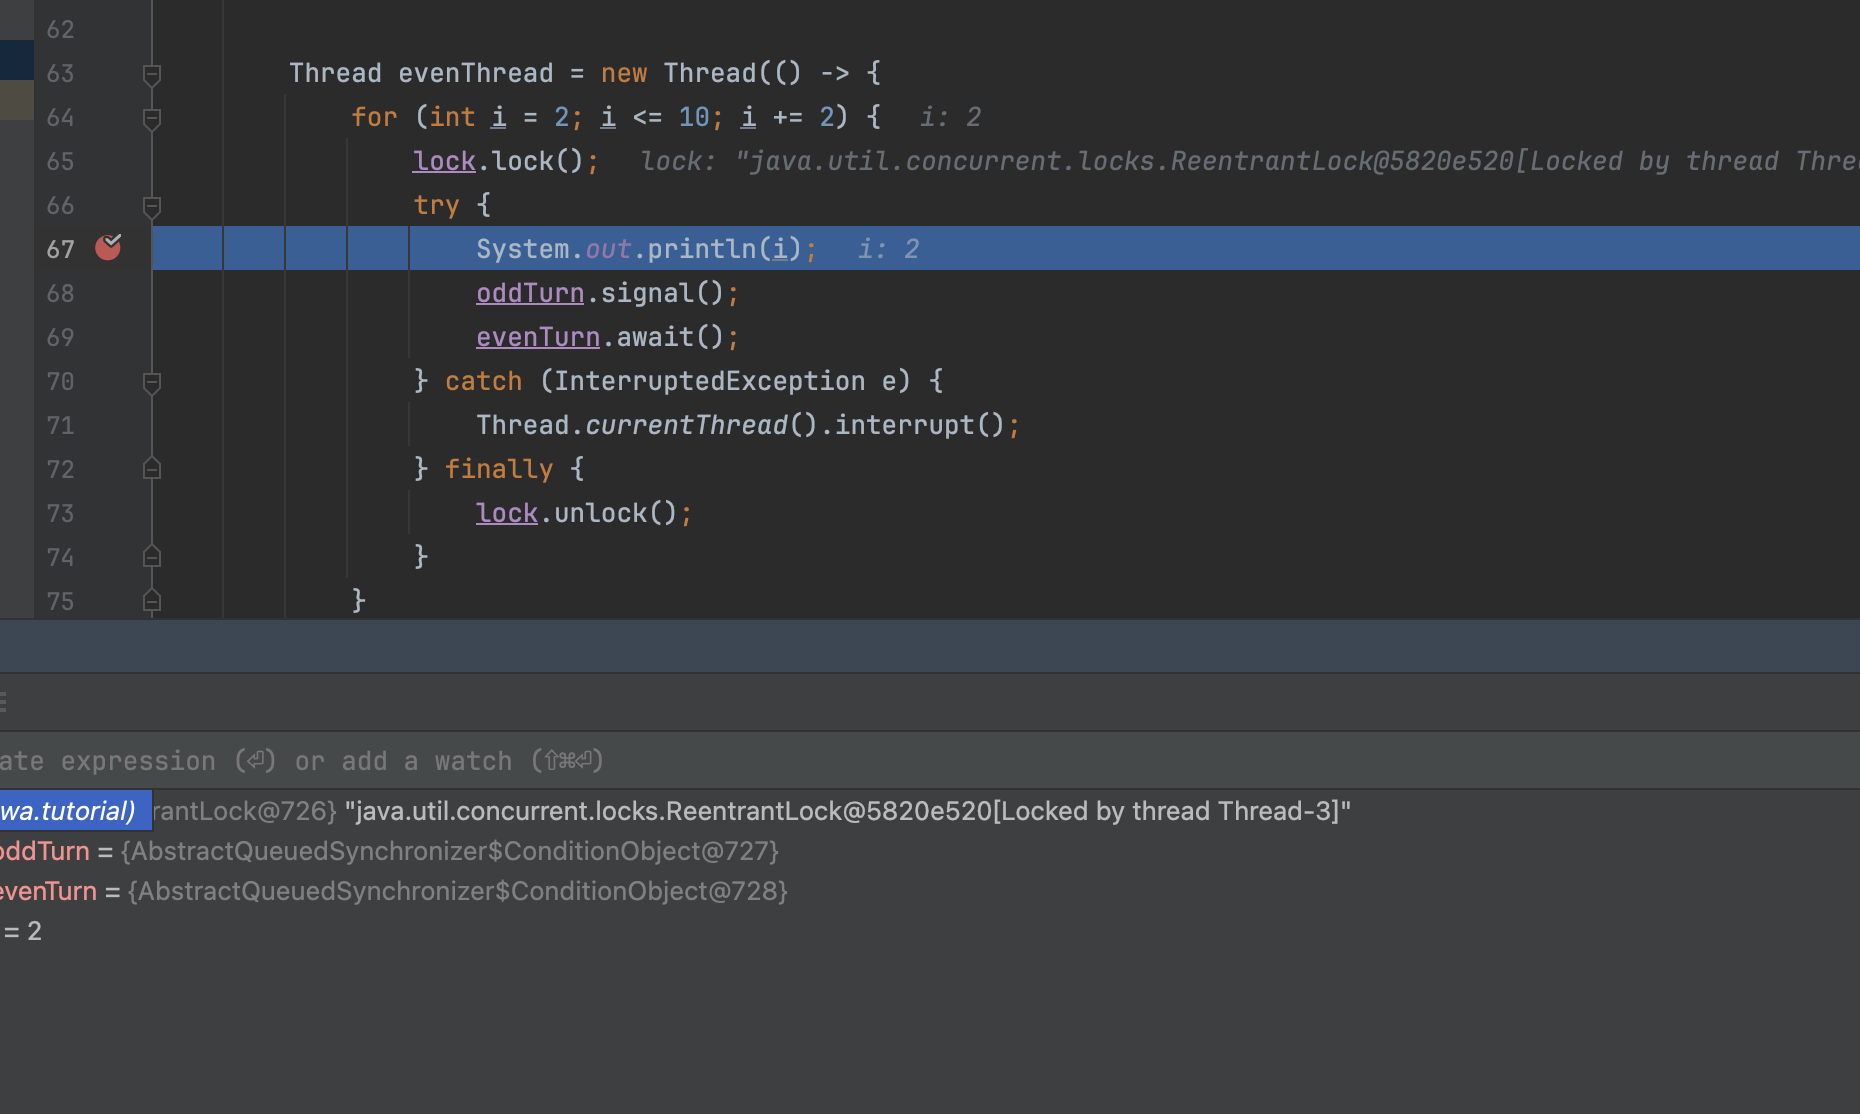 62
63 Thread evenThread = new Thread(() -> {
64 for (int i = 2; i <= 10; i += 2) { i: 2
65 lock.lock(); lock: "java.util.concurrent.locks.ReentrantLock@5820e520[Locked by thread Thre
66 try {
67 System.out.println(i); i: 2
68 oddTurn.signal();
69 evenTurn.await();
70 } catch (InterruptedException e) {
71 Thread.currentThread().interrupt();
72 } finally {
73 lock.unlock();
74 }
75 }
ate expression (⏎) or add a watch (⇧⌘⏎)
wa.tutorial) rantLock@726} "java.util.concurrent.locks.ReentrantLock@5820e520[Locked by thread Thread-3]"
oddTurn = {AbstractQueuedSynchronizer$ConditionObject@727}
evenTurn = {AbstractQueuedSynchronizer$ConditionObject@728}
= 2